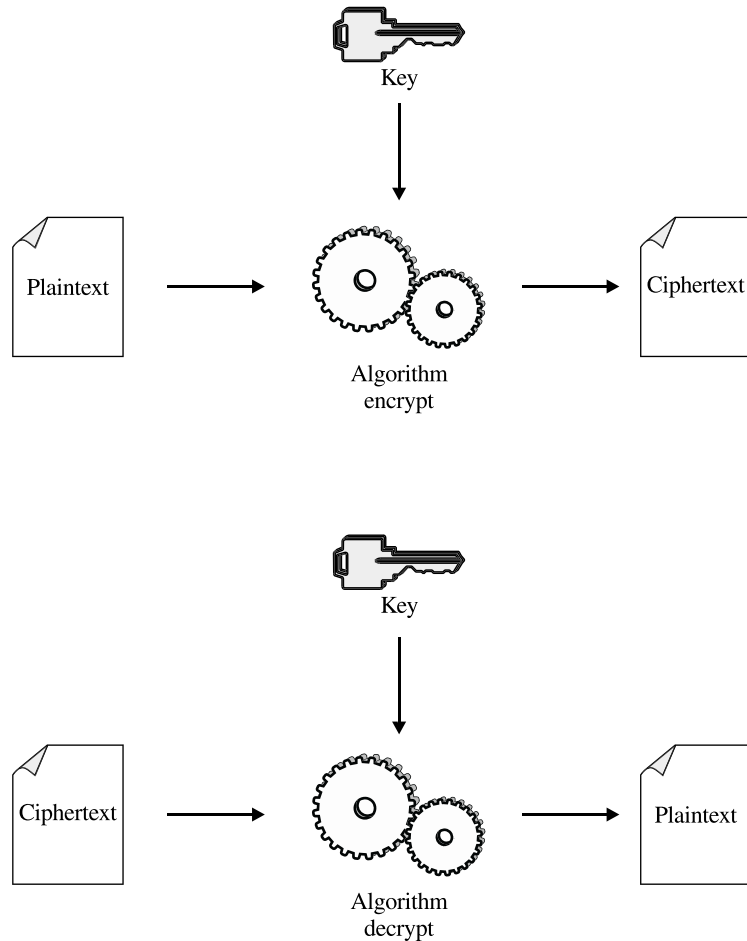 Key
Plaintext
Ciphertext
Algorithm
encrypt
Key
Ciphertext
Plaintext
Algorithm
decrypt